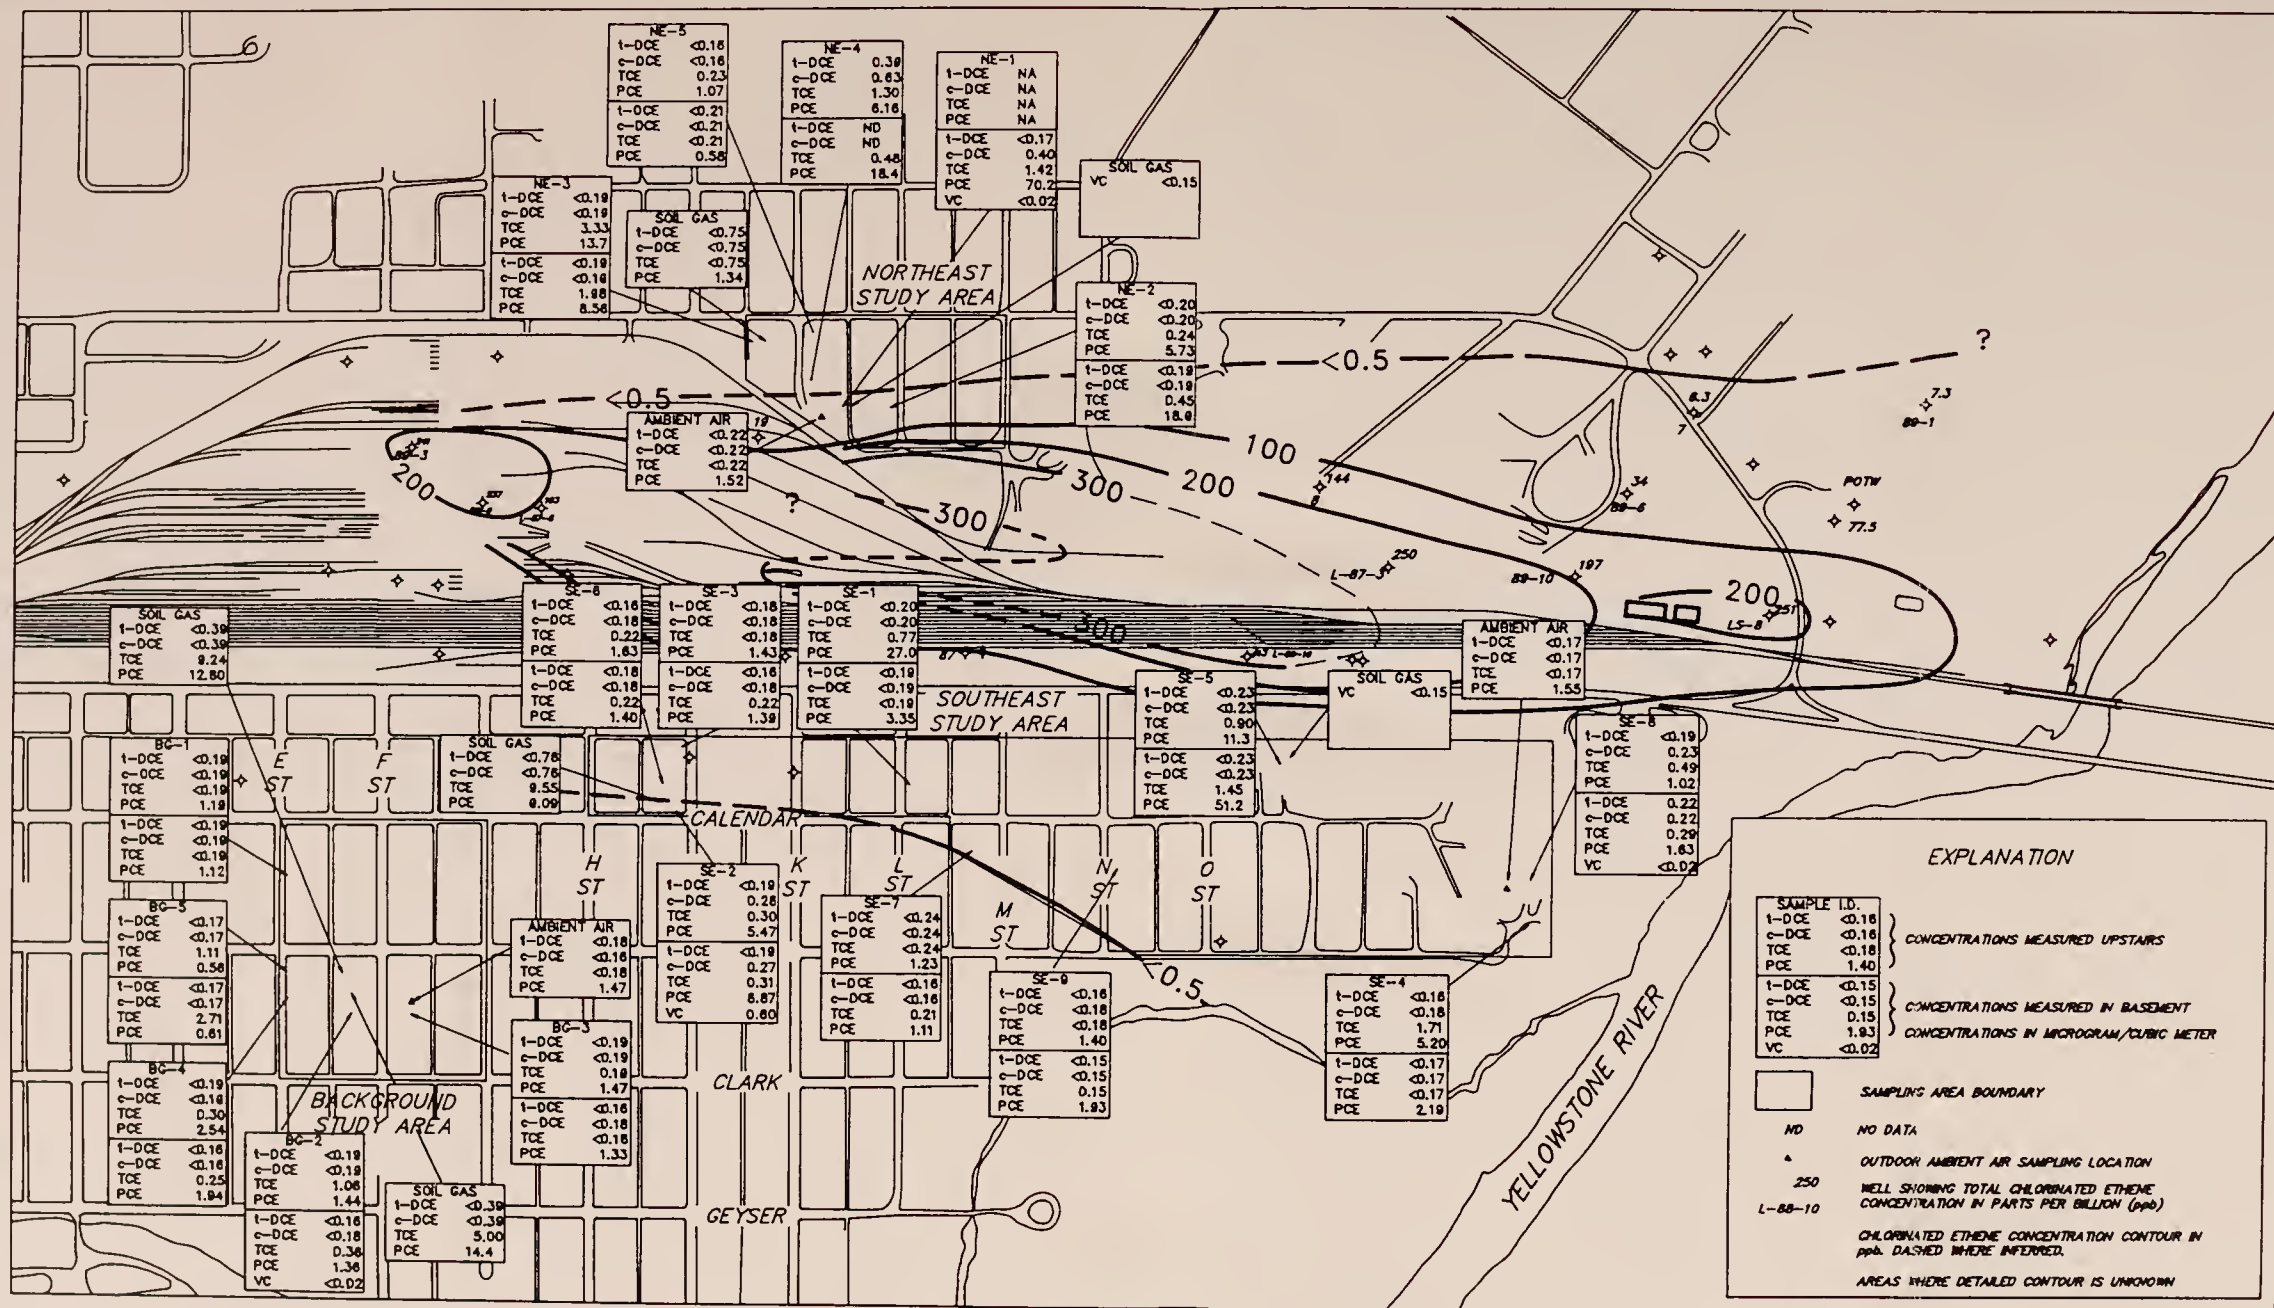 NE-5
t-DCE <0.16
c-DCE <0.16
TCE 0.23
PCE 1.07
t-DCE <0.21
c-DCE <0.21
TCE <0.21
PCE 0.58
NE-4
t-DCE 0.39
c-DCE 0.63
TCE 1.30
PCE 6.16
t-DCE ND
c-DCE ND
TCE 0.48
PCE 18.4
NE-1
t-DCE NA
c-DCE NA
TCE NA
PCE NA
t-DCE <0.17
c-DCE 0.40
TCE 1.42
PCE 70.2
VC <0.02
SOIL GAS
VC <0.15
NE-3
t-DCE <0.19
c-DCE <0.19
TCE 3.33
PCE 13.7
t-DCE <0.19
c-DCE <0.19
TCE 1.98
PCE 8.56
SOIL GAS
t-DCE <0.75
c-DCE <0.75
TCE <0.75
PCE 1.34
NORTHEAST
STUDY AREA
NE-2
t-DCE <0.20
c-DCE <0.20
TCE 0.24
PCE 5.73
t-DCE <0.19
c-DCE <0.19
TCE 0.45
PCE 18.9
<0.5
?
<0.5
7.3
89-1
6.3
7
AMBIENT AIR
t-DCE <0.22
c-DCE <0.22
TCE <0.22
PCE 1.52
19
89-3
200
100
200
300
300
?
144
8
34
89-6
POTW
77.5
250
L-87-3
89-10
197
200
251
LS-8
300
87
SE-6
t-DCE <0.16
c-DCE <0.18
TCE 0.22
PCE 1.63
t-DCE <0.18
c-DCE <0.18
TCE 0.22
PCE 1.40
SE-3
t-DCE <0.18
c-DCE <0.18
TCE <0.18
PCE 1.43
t-DCE <0.16
c-DCE <0.18
TCE 0.22
PCE 1.39
SE-1
t-DCE <0.20
c-DCE <0.20
TCE 0.77
PCE 27.0
t-DCE <0.19
c-DCE <0.19
TCE <0.19
PCE 3.35
SOIL GAS
t-DCE <0.39
c-DCE <0.39
TCE 9.24
PCE 12.80
AMBIENT AIR
t-DCE <0.17
c-DCE <0.17
TCE <0.17
PCE 1.55
SOUTHEAST
STUDY AREA
SE-5
t-DCE <0.23
c-DCE <0.23
TCE 0.90
PCE 11.3
t-DCE <0.23
c-DCE <0.23
TCE 1.45
PCE 51.2
SOIL GAS
VC <0.15
SE-8
t-DCE <0.19
c-DCE 0.23
TCE 0.49
PCE 1.02
t-DCE 0.22
c-DCE 0.22
TCE 0.29
PCE 1.63
VC <0.02
BG-1
t-DCE <0.19
c-DCE <0.19
TCE <0.19
PCE 1.19
t-DCE <0.19
c-DCE <0.19
TCE <0.19
PCE 1.12
E
ST
F
ST
SOIL GAS
t-DCE <0.76
c-DCE <0.76
TCE 9.55
PCE 6.09
CALENDAR
H
ST
K
ST
L
ST
M
ST
N
ST
O
ST
SE-2
t-DCE <0.19
c-DCE 0.26
TCE 0.30
PCE 5.47
t-DCE <0.19
c-DCE 0.27
TCE 0.31
PCE 6.87
VC 0.60
SE-7
t-DCE <0.24
c-DCE <0.24
TCE <0.24
PCE 1.23
t-DCE <0.16
c-DCE <0.16
TCE 0.21
PCE 1.11
BG-5
t-DCE <0.17
c-DCE <0.17
TCE 1.11
PCE 0.56
t-DCE <0.17
c-DCE <0.17
TCE 2.71
PCE 0.61
AMBIENT AIR
t-DCE <0.18
c-DCE <0.16
TCE <0.18
PCE 1.47
0.5
SE-9
t-DCE <0.16
c-DCE <0.18
TCE <0.18
PCE 1.40
t-DCE <0.15
c-DCE <0.15
TCE 0.15
PCE 1.93
SE-4
t-DCE <0.16
c-DCE <0.18
TCE 1.71
PCE 5.20
t-DCE <0.17
c-DCE <0.17
TCE <0.17
PCE 2.19
BG-3
t-DCE <0.19
c-DCE <0.19
TCE 0.19
PCE 1.47
t-DCE <0.16
c-DCE <0.18
TCE <0.16
PCE 1.33
BG-4
t-DCE <0.19
c-DCE <0.19
TCE 0.30
PCE 2.54
t-DCE <0.16
c-DCE <0.16
TCE 0.25
PCE 1.94
CLARK
BACKGROUND
STUDY AREA
BG-2
t-DCE <0.19
c-DCE <0.19
TCE 1.06
PCE 1.44
t-DCE <0.16
c-DCE <0.18
TCE 0.36
PCE 1.36
VC <0.02
SOIL GAS
t-DCE <0.39
c-DCE <0.39
TCE 5.00
PCE 14.4
GEYSER
YELLOWSTONE RIVER
EXPLANATION
SAMPLE I.D.
t-DCE <0.16
c-DCE <0.16
TCE <0.18
PCE 1.40
CONCENTRATIONS MEASURED UPSTAIRS
t-DCE <0.15
c-DCE <0.15
TCE 0.15
PCE 1.93
VC <0.02
CONCENTRATIONS MEASURED IN BASEMENT
CONCENTRATIONS IN MICROGRAM/CUBIC METER
SAMPLING AREA BOUNDARY
ND NO DATA
OUTDOOR AMBIENT AIR SAMPLING LOCATION
250
L-88-10
WELL SHOWING TOTAL CHLORINATED ETHENE
CONCENTRATION IN PARTS PER BILLION (ppb)
CHLORINATED ETHENE CONCENTRATION CONTOUR IN
ppb. DASHED WHERE INFERRED.
AREAS WHERE DETAILED CONTOUR IS UNKNOWN